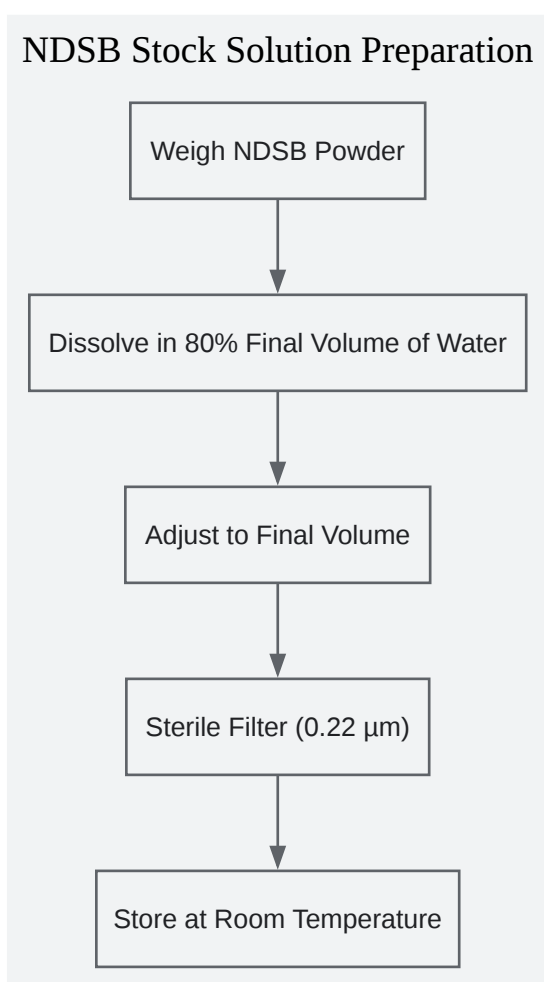 NDSB Stock Solution Preparation
Weigh NDSB Powder
Dissolve in 80% Final Volume of Water
Adjust to Final Volume
Sterile Filter (0.22 µm)
Store at Room Temperature